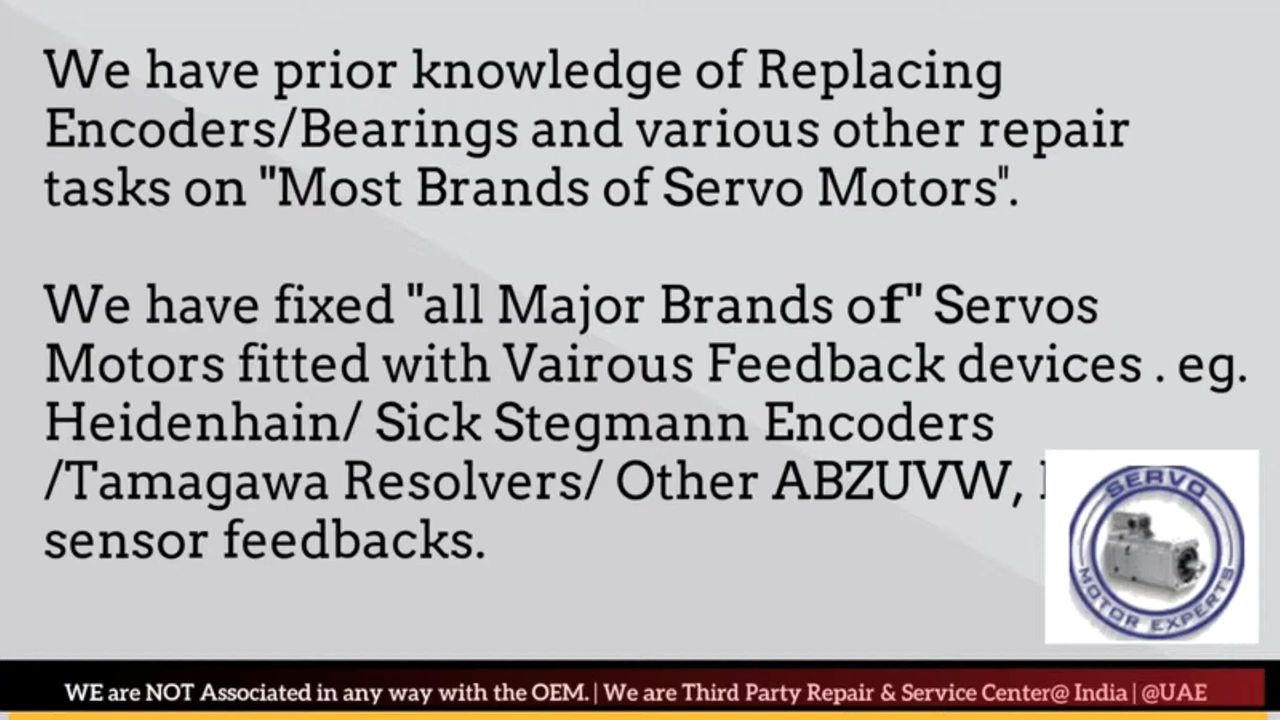 We have prior knowledge of Replacing
Encoders/Bearings and various other repair
tasks on "Most Brands of Servo Motors".
We have fixed "all Major Brands of" Servos
Motors fitted with Vairous Feedback devices . eg.
Heidenhain/ Sick Stegmann Encoders
/Tamagawa Resolvers/ Other ABZUVW,
sensor feedbacks.
SERVO
MOTOR EXPERTS
WE are NOT Associated in any way with the OEM. | We are Third Party Repair & Service Center@ India | @UAE